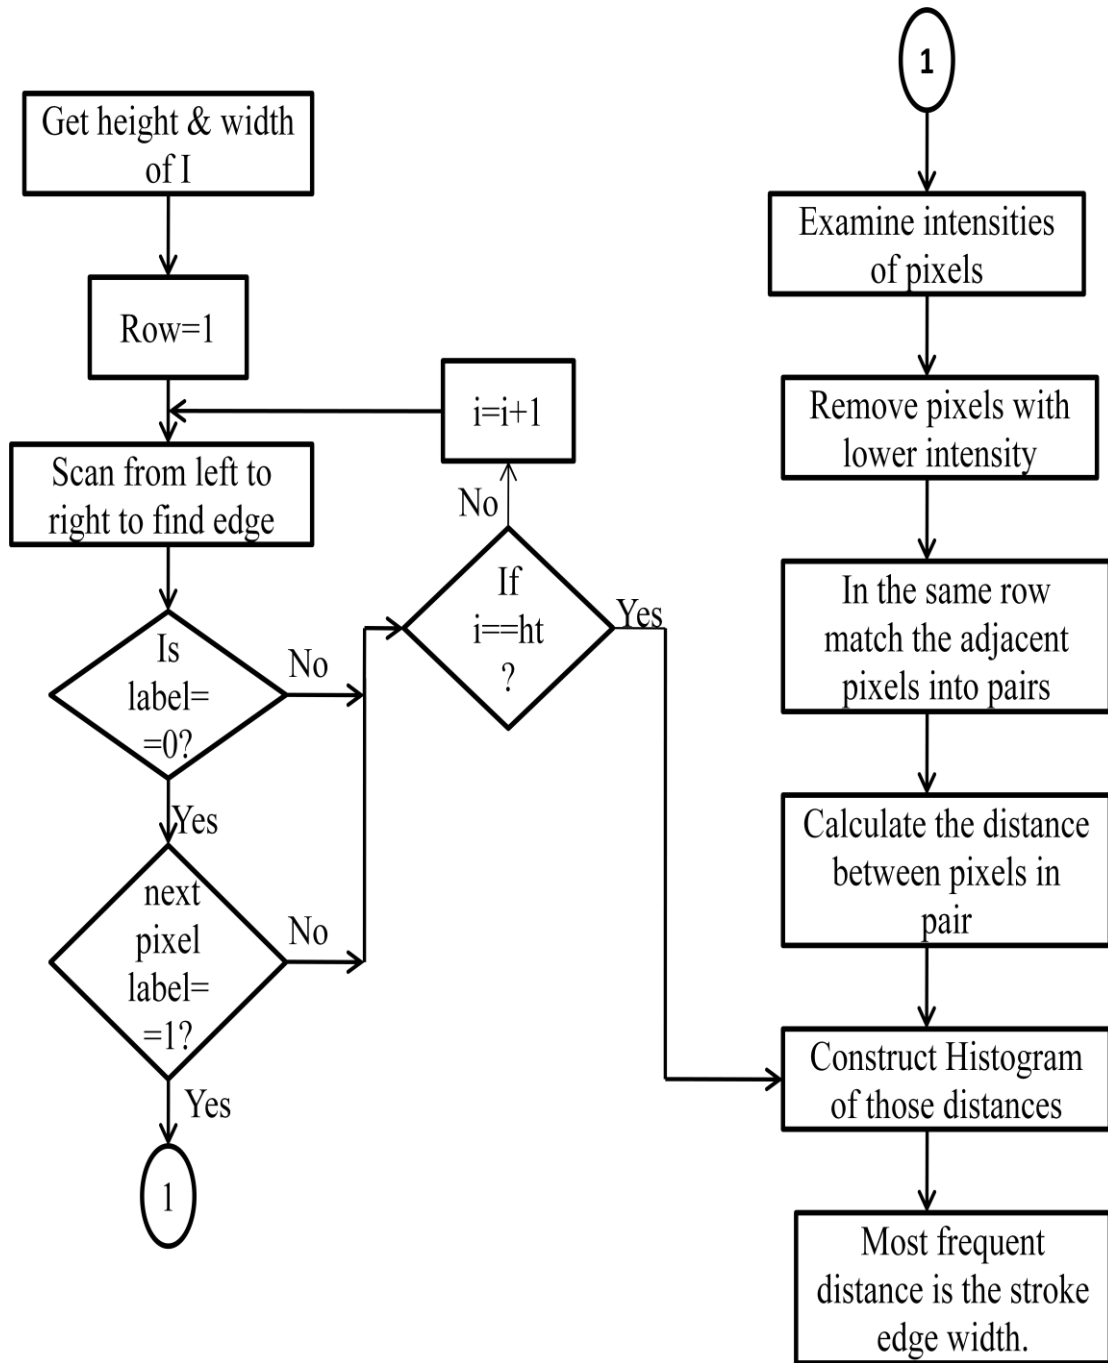 Get height & width
of I
Row=1
i=i+1
Scan from left to
right to find edge
No
If
i==ht
?
Yes
Is
label=
=0?
No
Yes
next
pixel
label=
=1?
No
Yes
1
1
Examine intensities
of pixels
Remove pixels with
lower intensity
In the same row
match the adjacent
pixels into pairs
Calculate the distance
between pixels in
pair
Construct Histogram
of those distances
Most frequent
distance is the stroke
edge width.